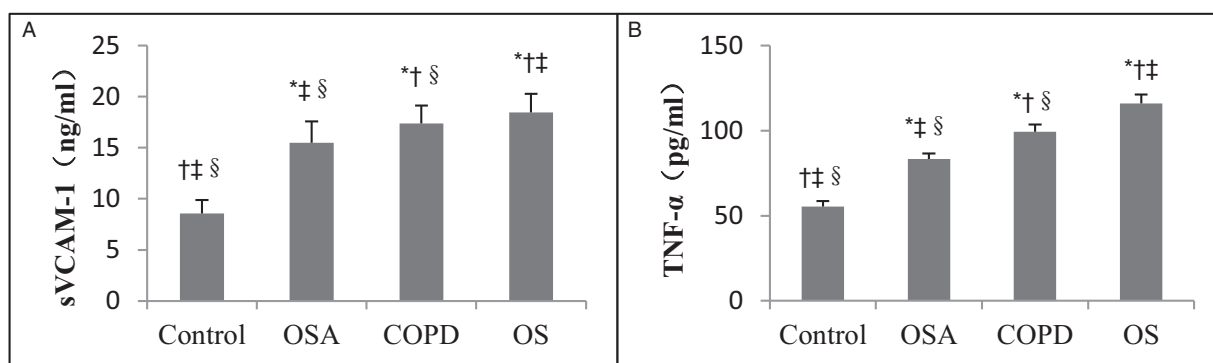 A
sVCAM-1（ng/ml）
25
20
15
10
5
0
†‡ §
*‡ §
*† §
*†‡
Control
OSA
COPD
OS
B
TNF-α（pg/ml）
150
100
50
0
†‡ §
*‡ §
*† §
*†‡
Control
OSA
COPD
OS